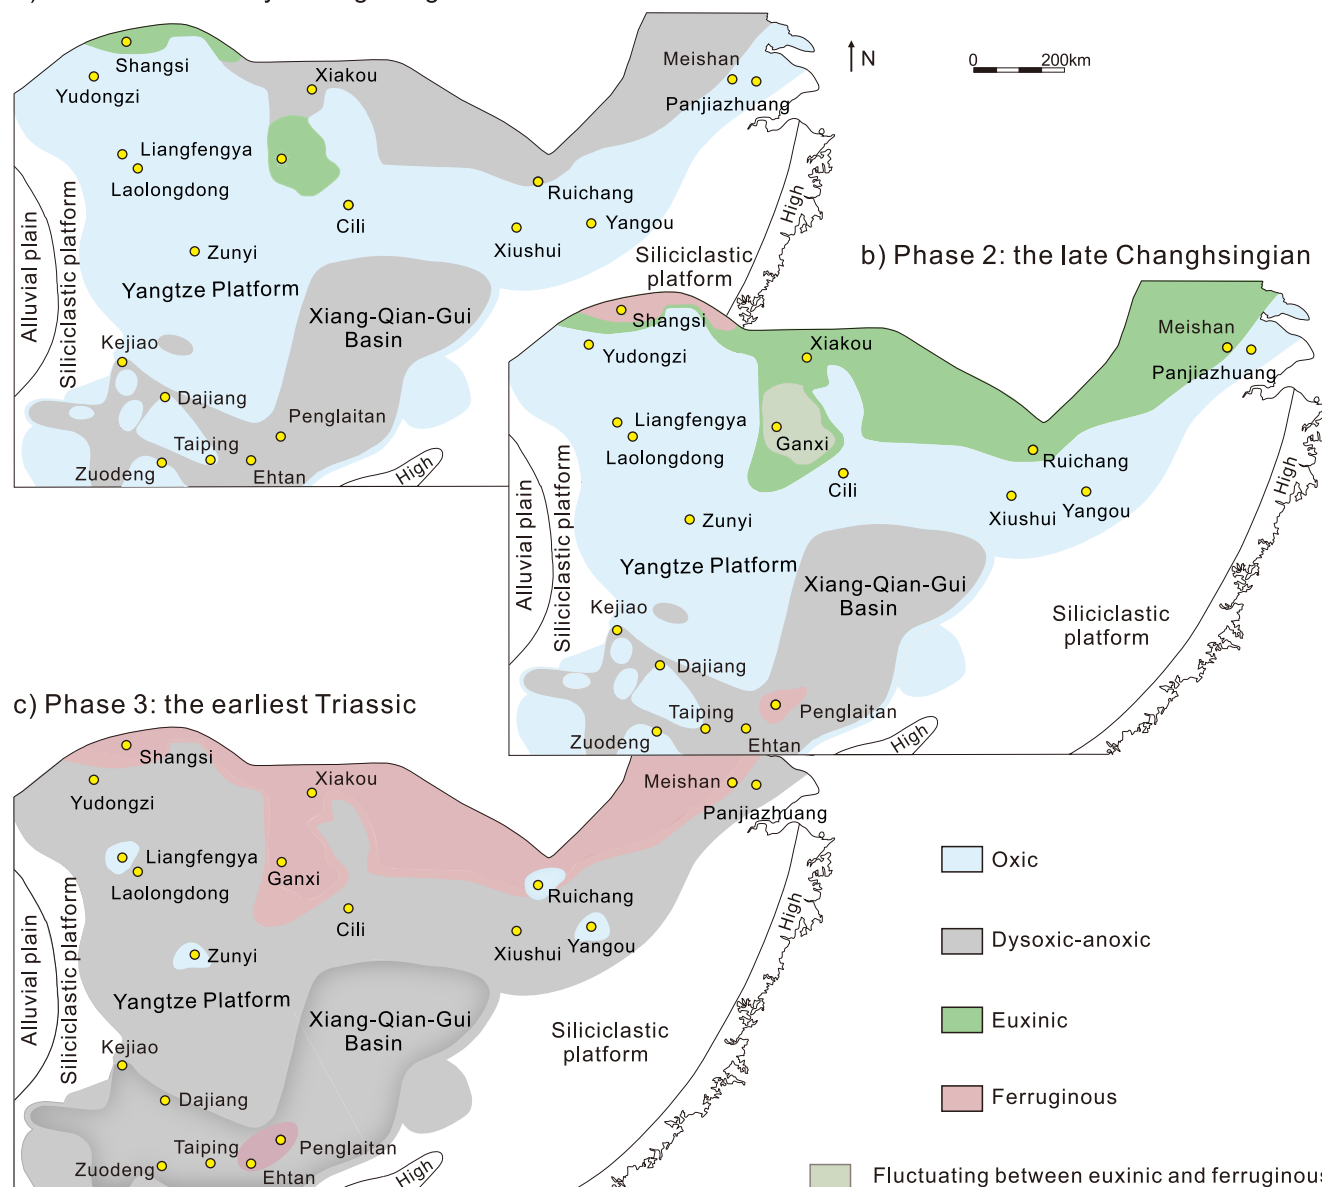 Shangsi
Yudongzi
Xiakou
Meishan
Panjiazhuang
N
0 200km
Liangfengya
Laolongdong
Cili
Ruichang
Yangou
Xiushui
Zunyi
Yangtze Platform
Alluvial plain
Siliciclastic platform
Siliciclastic
platform
High
Xiang-Qian-Gui
Basin
Kejiao
Dajiang
Penglaitan
Taiping
Zuodeng
Ehtan
High
b) Phase 2: the late Changhsingian
Shangsi
Yudongzi
Xiakou
Meishan
Panjiazhuang
Liangfengya
Laolongdong
Ganxi
Cili
Ruichang
Xiushui
Yangou
Zunyi
Yangtze Platform
Alluvial plain
Siliciclastic platform
Xiang-Qian-Gui
Basin
Siliciclastic
platform
High
Kejiao
Dajiang
Taiping
Penglaitan
Zuodeng
Ehtan
High
c) Phase 3: the earliest Triassic
Shangsi
Yudongzi
Xiakou
Meishan
Panjiazhuang
Liangfengya
Laolongdong
Ganxi
Cili
Ruichang
Xiushui
Yangou
Zunyi
Yangtze Platform
Alluvial plain
Siliciclastic platform
Xiang-Qian-Gui
Basin
Siliciclastic
platform
High
Kejiao
Dajiang
Taiping
Penglaitan
Zuodeng
Ehtan
High
Oxic
Dysoxic-anoxic
Euxinic
Ferruginous
Fluctuating between euxinic and ferruginous